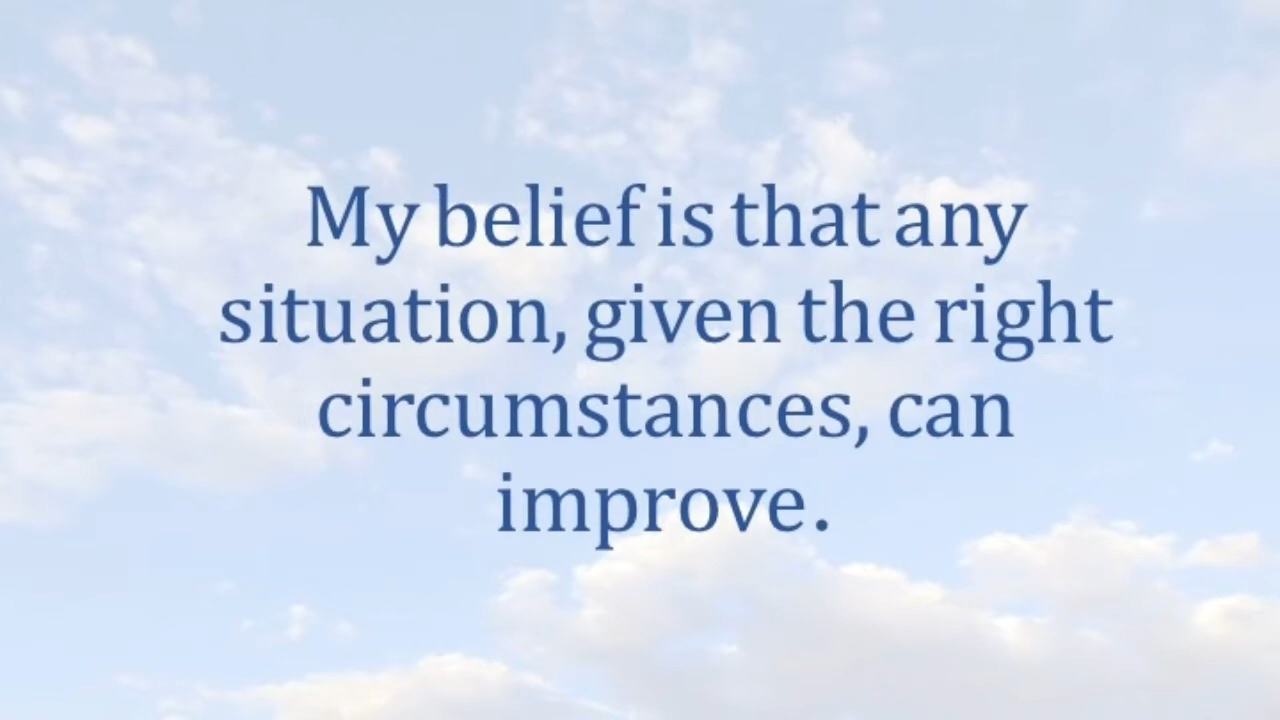 My belief is that any
situation, given the right
circumstances, can
improve.